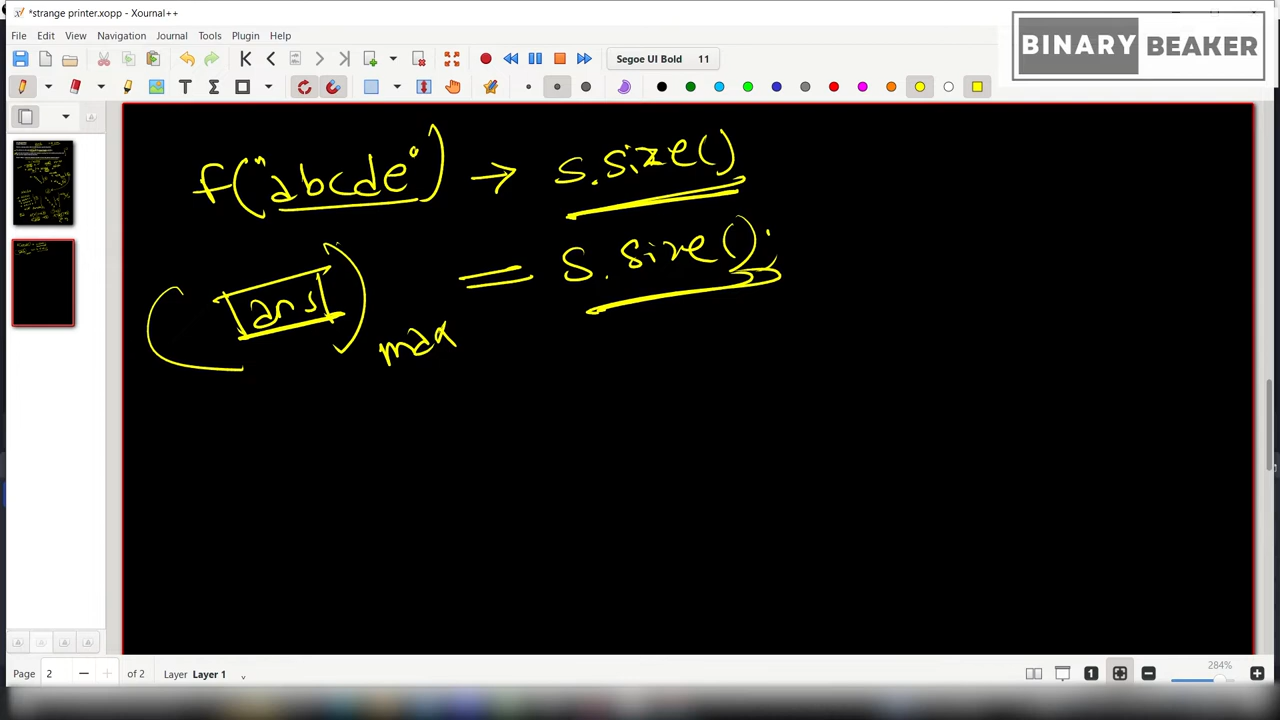 *strange printer.xopp - Xournal++
BINARY BEAKER
File Edit View Navigation Journal Tools Plugin Help
Segoe UI Bold 11
f("abcde") → s.size()
= s.size();
ans
max
Page 2 of 2 Layer Layer 1
284%